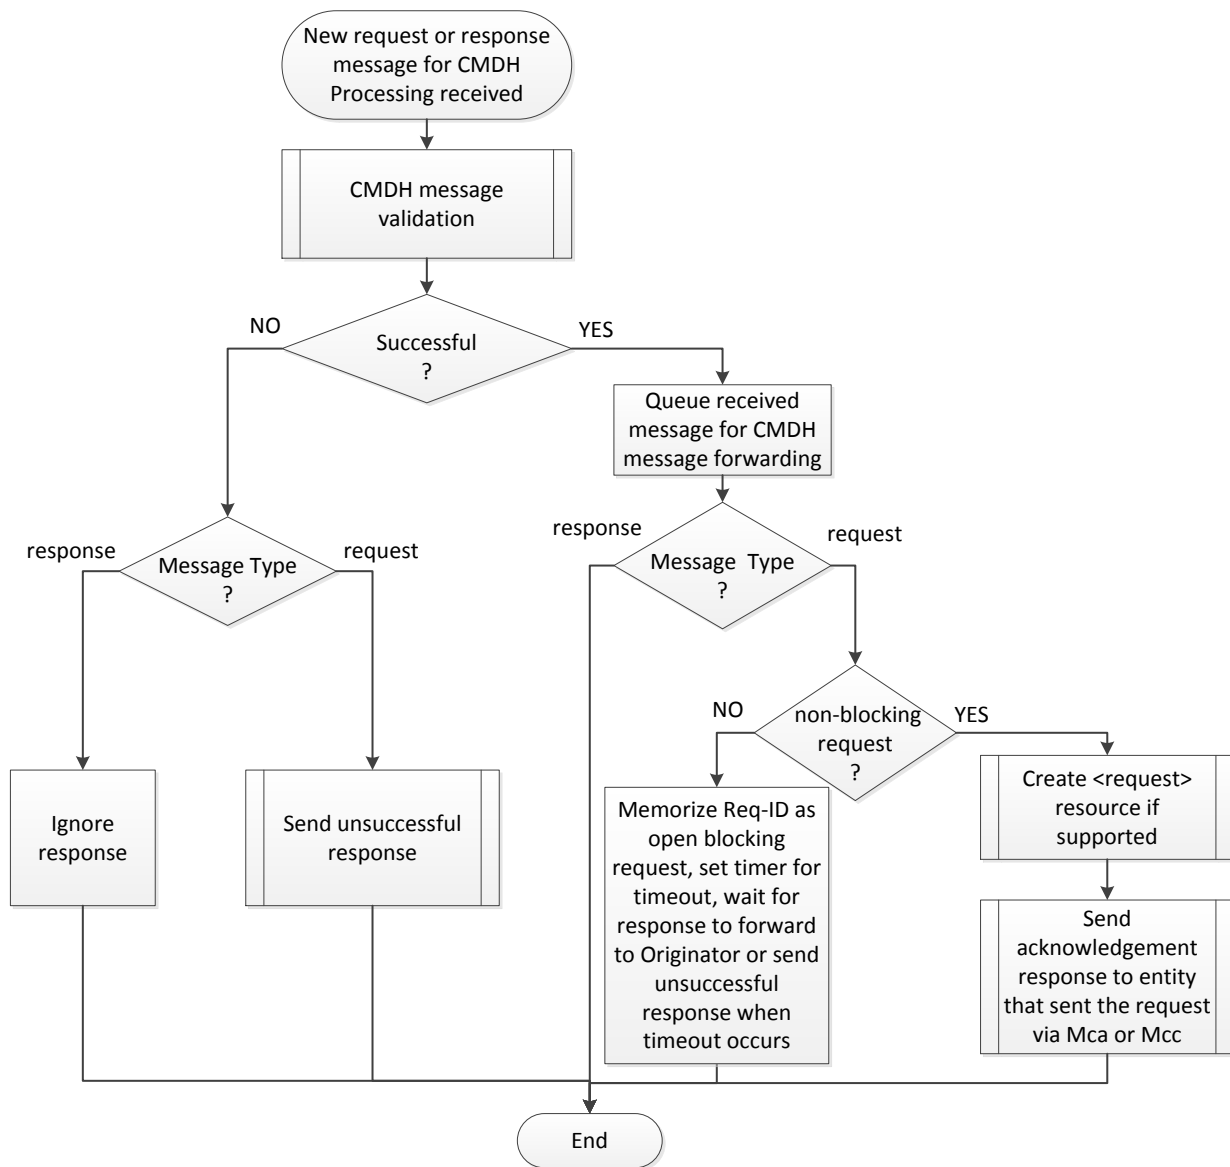 New request or response
message for CMDH
Processing received
CMDH message
validation
NO
YES
Successful
?
Queue received
message for CMDH
message forwarding
response
request
Message Type
?
response
request
Message  Type
?
NO
YES
non-blocking
request
?
Ignore
response
Send unsuccessful
response
Memorize Req-ID as
open blocking
request, set timer for
timeout, wait for
response to forward
to Originator or send
unsuccessful
response when
timeout occurs
Create <request>
resource if
supported
Send
acknowledgement
response to entity
that sent the request
via Mca or Mcc
End